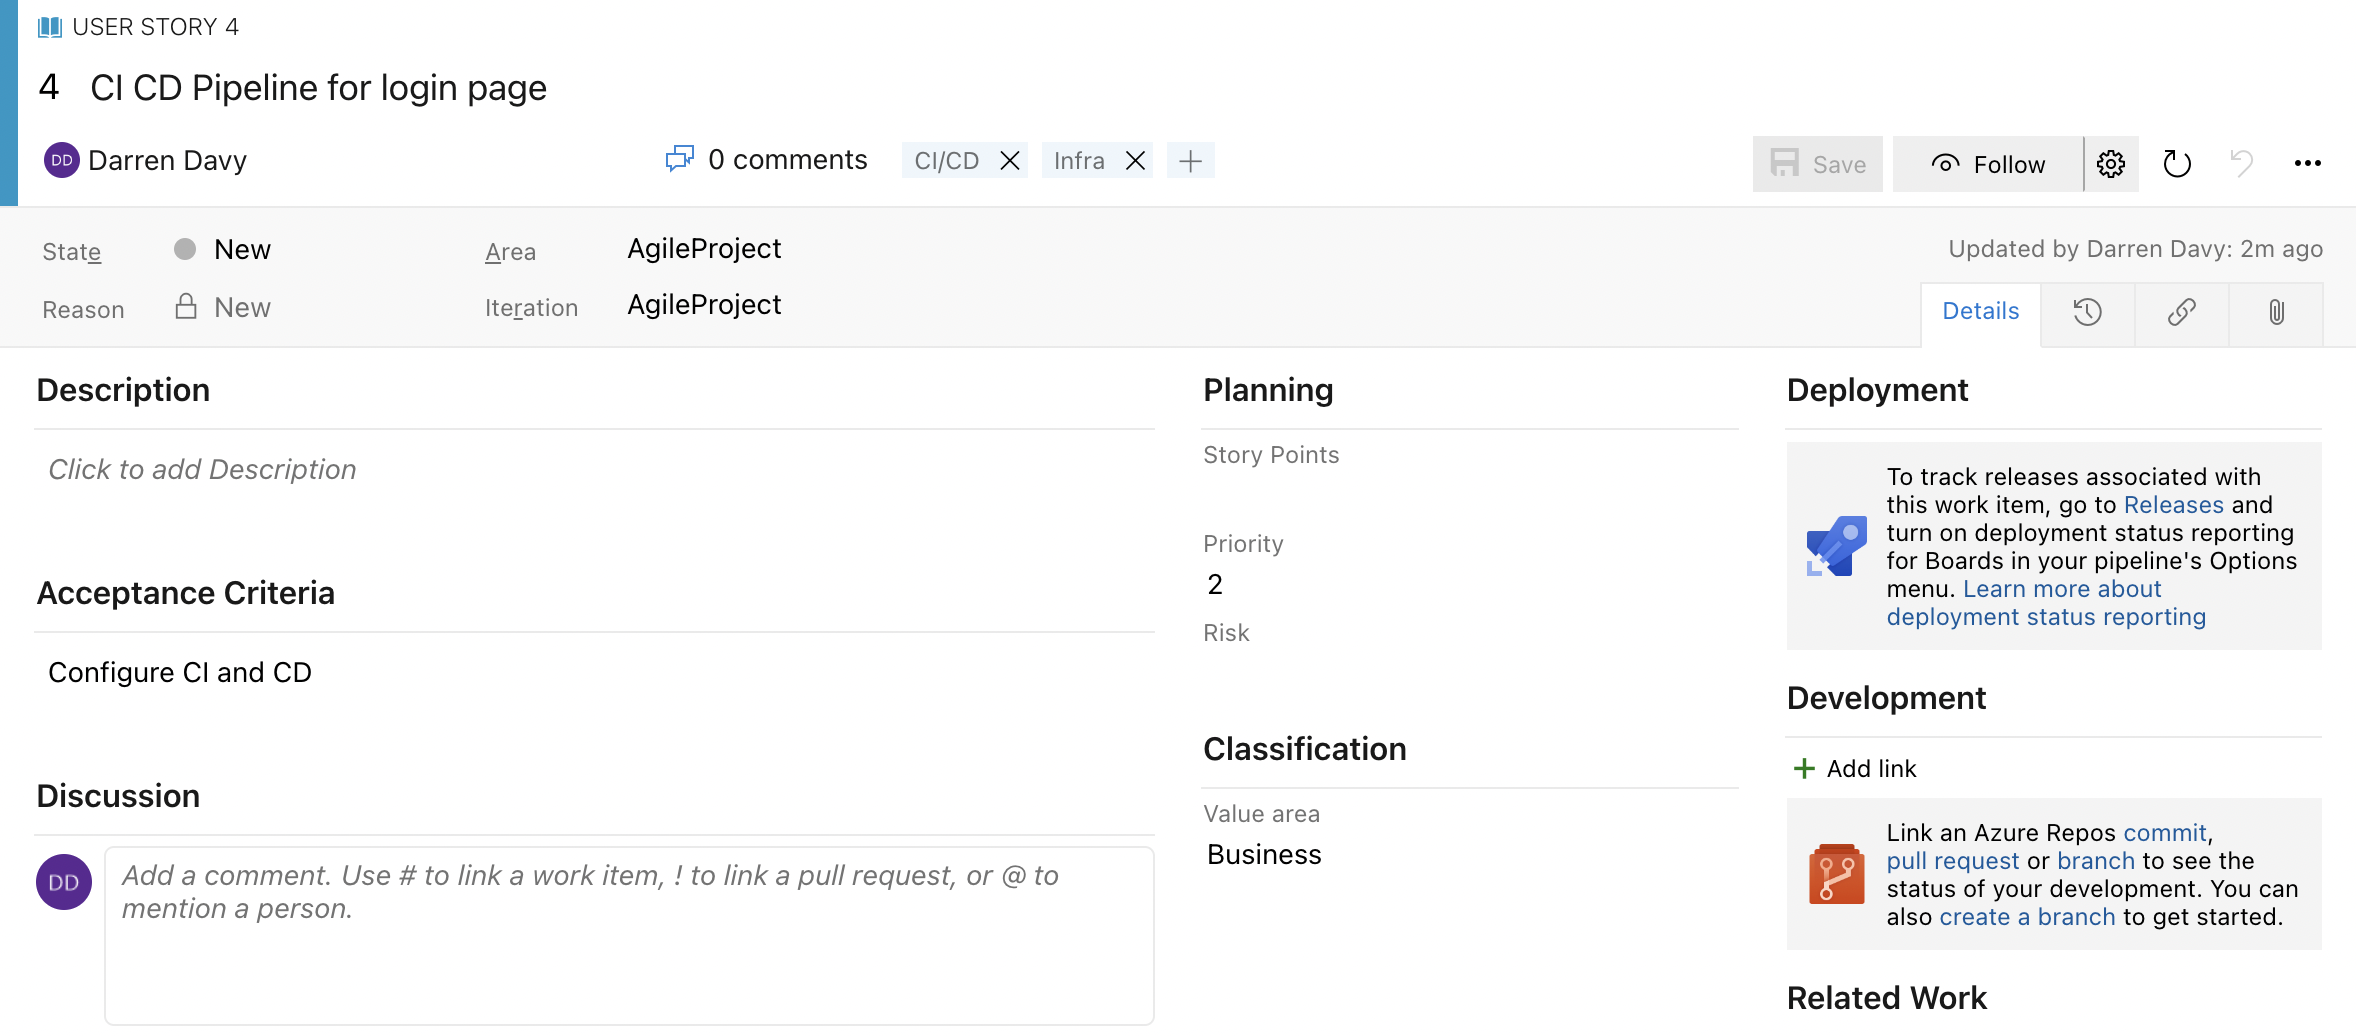 USER STORY 4
4 CI CD Pipeline for login page
DD Darren Davy
0 comments
CI/CD
Infra
Save
Follow
State
New
Area
AgileProject
Updated by Darren Davy: 2m ago
Reason
New
Iteration
AgileProject
Details
Description
Click to add Description
Acceptance Criteria
Configure CI and CD
Discussion
DD
Add a comment. Use # to link a work item, ! to link a pull request, or @ to
mention a person.
Planning
Story Points
Priority
2
Risk
Classification
Value area
Business
Deployment
To track releases associated with
this work item, go to Releases and
turn on deployment status reporting
for Boards in your pipeline's Options
menu. Learn more about
deployment status reporting
Development
Add link
Link an Azure Repos commit,
pull request or branch to see the
status of your development. You can
also create a branch to get started.
Related Work